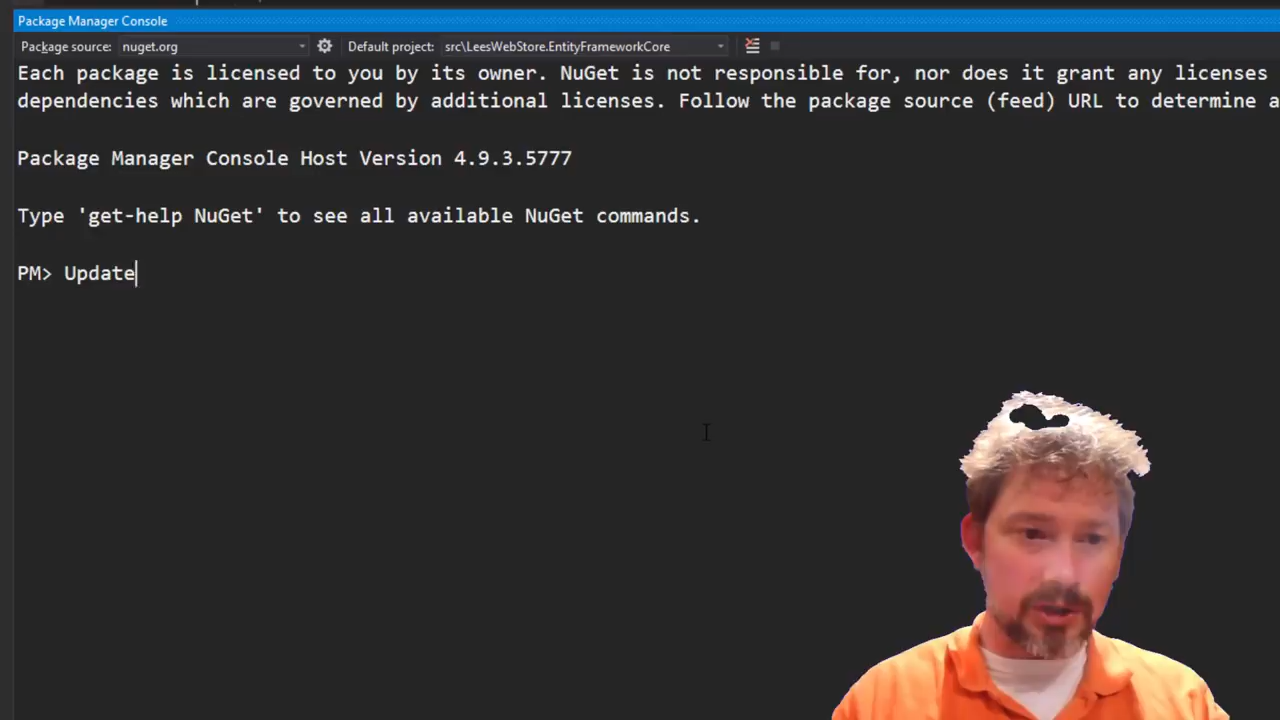 Package Manager Console
Package source: nuget.org Default project: src\LeesWebStore.EntityFrameworkCore
Each package is licensed to you by its owner. NuGet is not responsible for, nor does it grant any licenses
dependencies which are governed by additional licenses. Follow the package source (feed) URL to determine a
Package Manager Console Host Version 4.9.3.5777
Type 'get-help NuGet' to see all available NuGet commands.
PM> Update